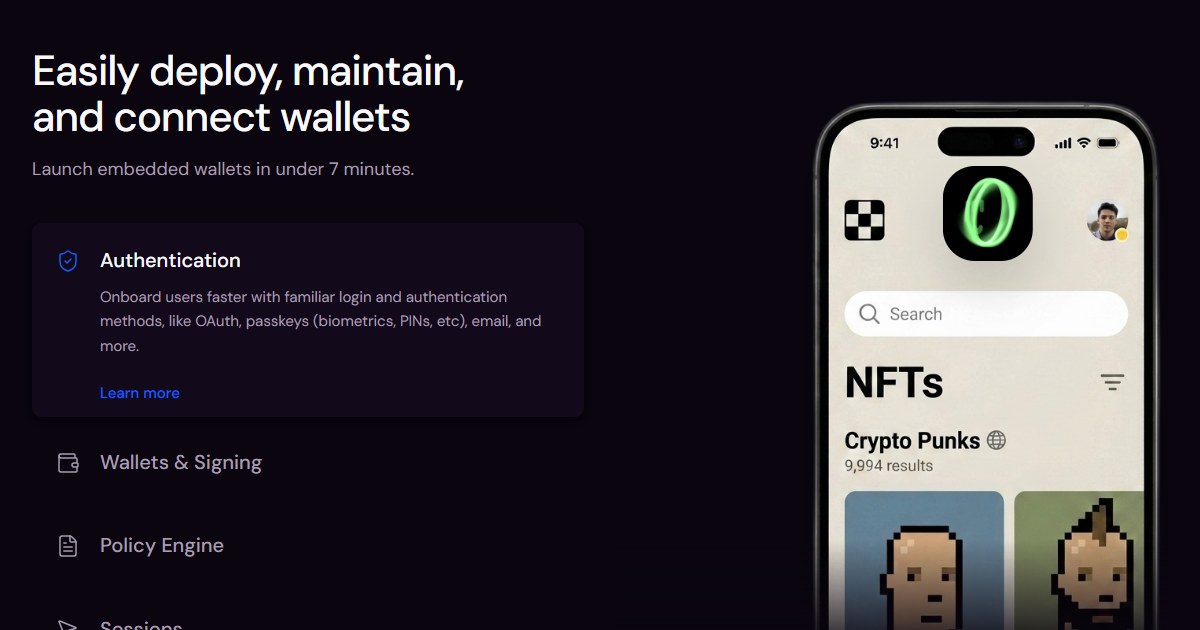 Easily deploy, maintain,
and connect wallets
Launch embedded wallets in under 7 minutes.
Authentication
Onboard users faster with familiar login and authentication
methods, like OAuth, passkeys (biometrics, PINs, etc), email, and
more.
Learn more
Wallets & Signing
Policy Engine
Sessions
9:41
Search
NFTs
Crypto Punks
9,994 results